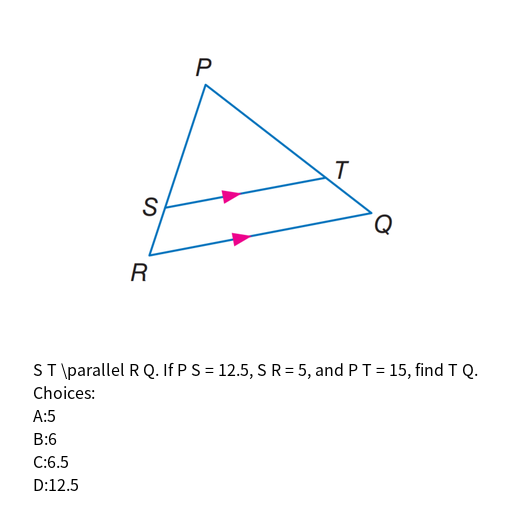 P
T
S
Q
R
S T \parallel R Q. If P S = 12.5, S R = 5, and P T = 15, find T Q.
Choices:
A:5
B:6
C:6.5
D:12.5